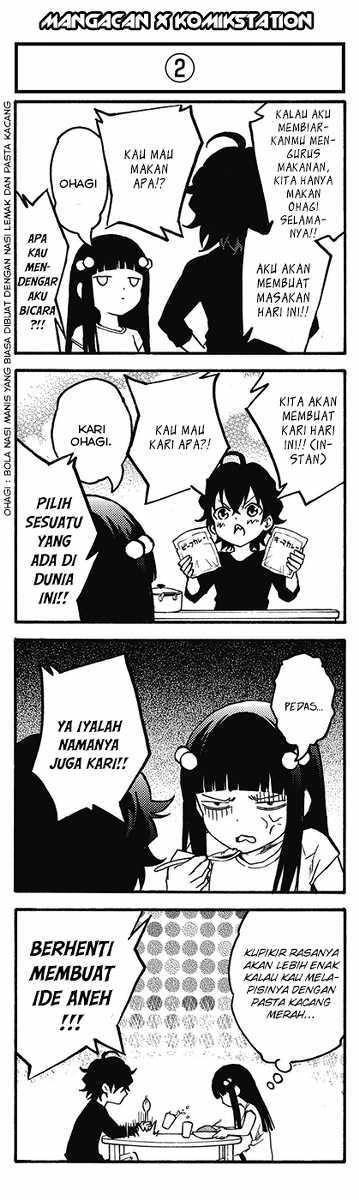 MANGACAN X KOMIKSTATION
2
KALAU AKU
MEMBIAR-
KANMU MEN-
GURUS
MAKANAN,
KITA HANYA
MAKAN
OHAGI
SELAMA-
NYA!!
AKU AKAN
MEMBUAT
MASAKAN
HARI INI!!
KAU MAU
MAKAN
APA!?
OHAGI
APA
KAU
MEN-
DENGAR
AKU
BICARA
?!!
OHAGI : BOLA NASI MANIS YANG BIASA DIBUAT DENGAN NASI LEMAK DAN PASTA KACANG
KITA AKAN
MEMBUAT
KARI HARI
INI!! (IN-
STAN)
KAU MAU
KARI APA?!
KARI
OHAGI.
PILIH
SESUATU
YANG
ADA DI
DUNIA
INI!!
PEDAS...
YA IYALAH
NAMANYA
JUGA KARI!!
KUPIKIR RASANYA
AKAN LEBIH ENAK
KALAU KAU MELA-
PISINYA DENGAN
PASTA KACANG
MERAH...
BERHENTI
MEMBUAT
IDE ANEH
!!!